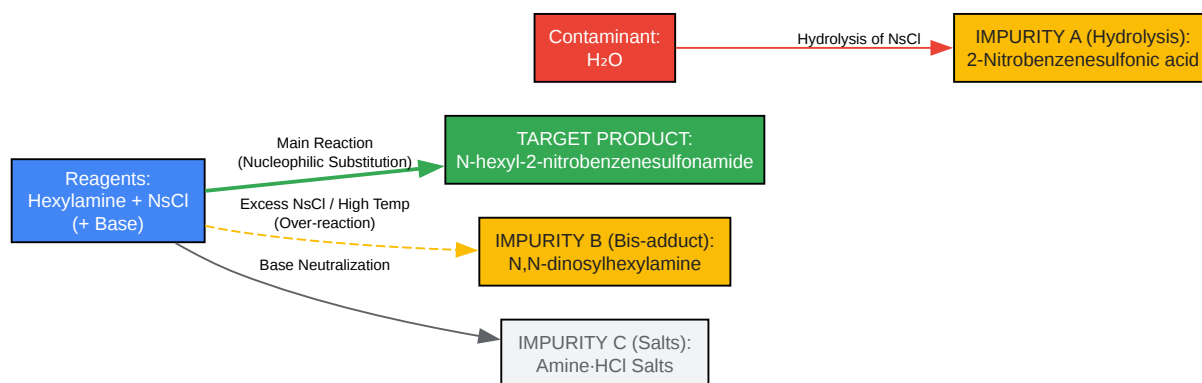 Contaminant:
H₂O
Hydrolysis of NsCl
IMPURITY A (Hydrolysis):
2-Nitrobenzenesulfonic acid
Reagents:
Hexylamine + NsCl
(+ Base)
Main Reaction
(Nucleophilic Substitution)
TARGET PRODUCT:
N-hexyl-2-nitrobenzenesulfonamide
Excess NsCl / High Temp
(Over-reaction)
IMPURITY B (Bis-adduct):
N,N-dinosylhexylamine
Base Neutralization
IMPURITY C (Salts):
Amine·HCl Salts